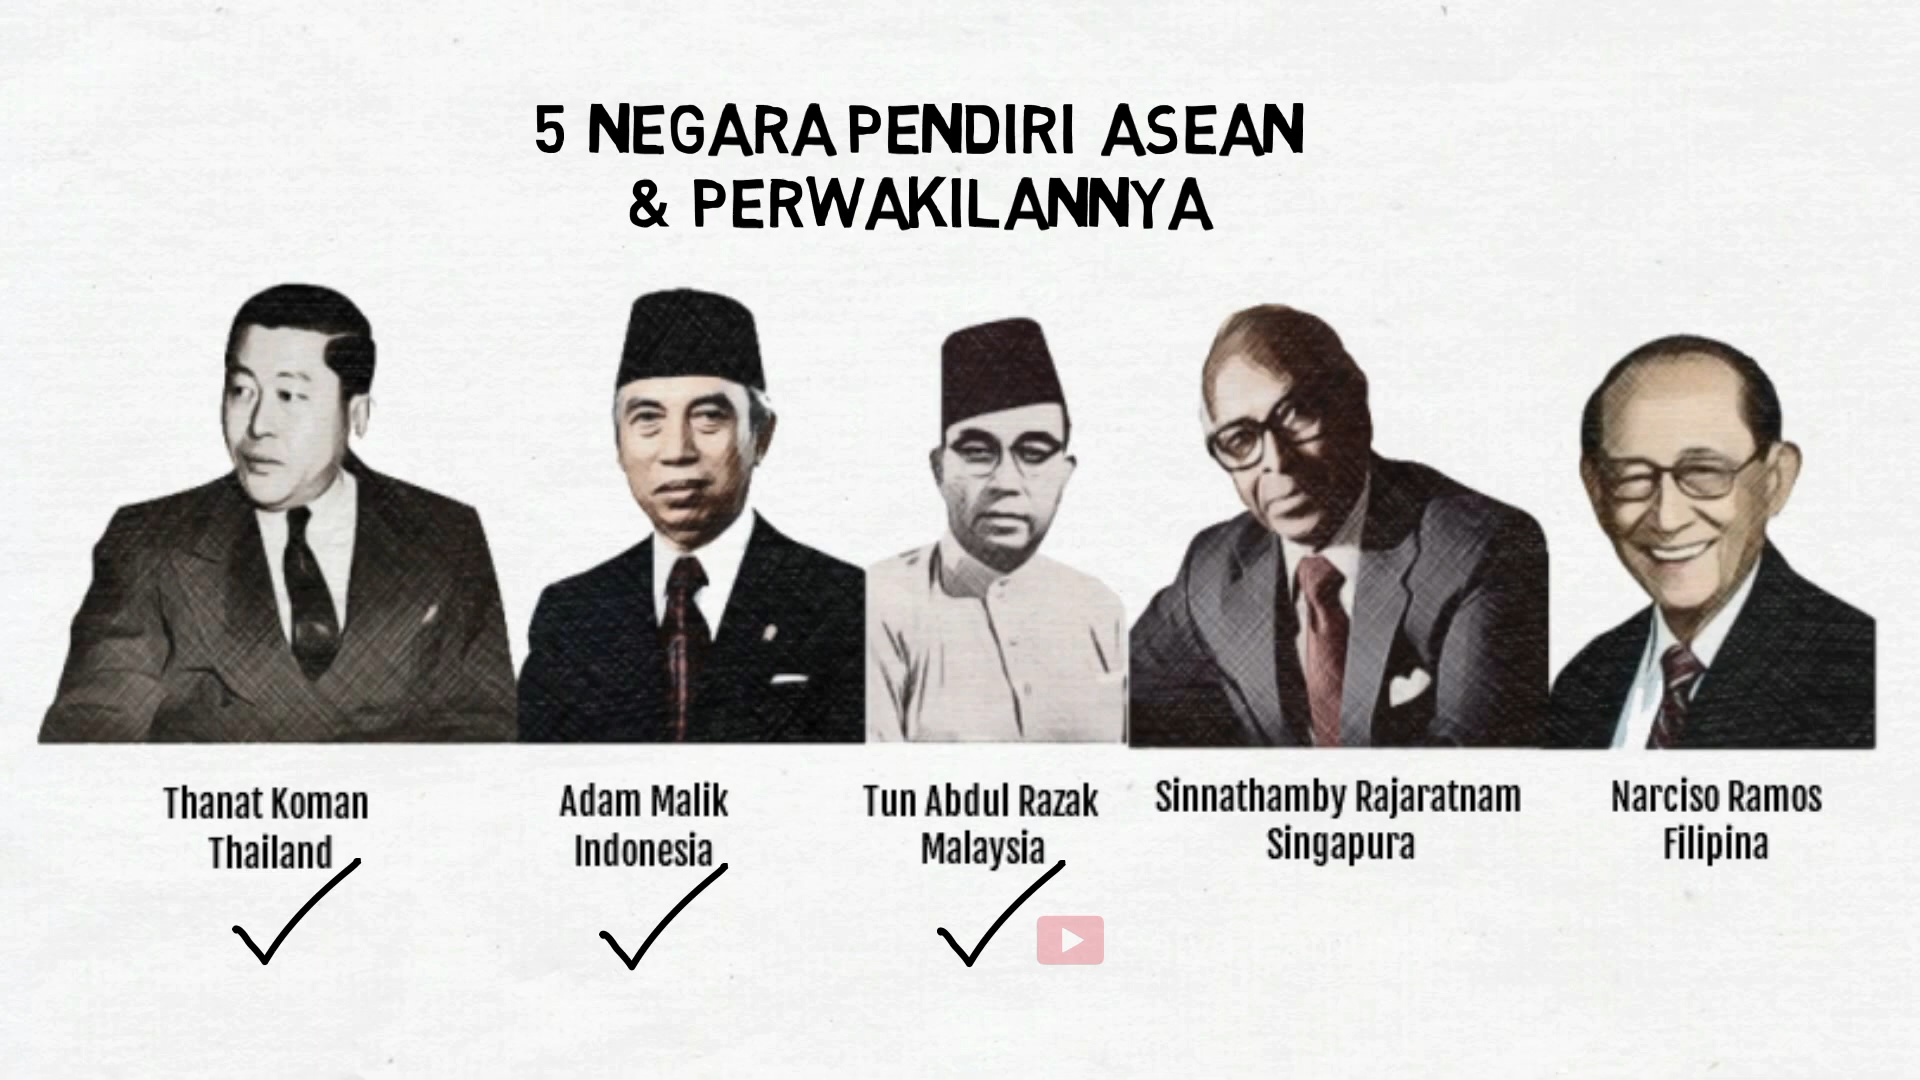 5 NEGARA PENDIRI ASEAN
& PERWAKILANNYA
Thanat Koman
Thailand
Adam Malik
Indonesia
Tun Abdul Razak
Malaysia
Sinnathamby Rajaratnam
Singapura
Narciso Ramos
Filipina